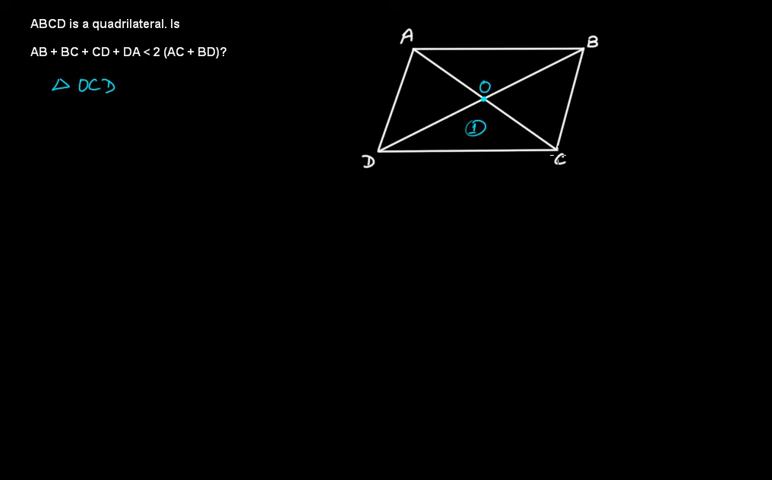 ABCD is a quadrilateral. Is
AB + BC + CD + DA < 2 (AC + BD)?
△ OCD
A
B
O
①
D
C